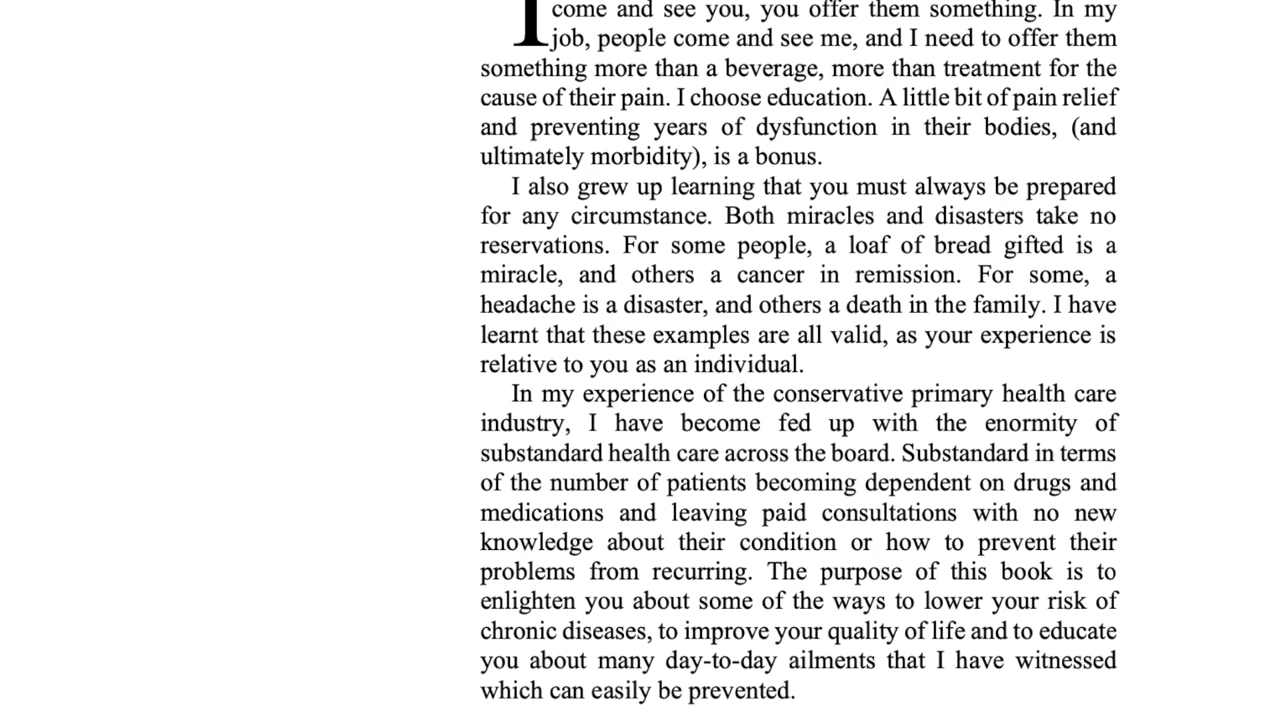 I come and see you, you offer them something. In my
job, people come and see me, and I need to offer them
something more than a beverage, more than treatment for the
cause of their pain. I choose education. A little bit of pain relief
and preventing years of dysfunction in their bodies, (and
ultimately morbidity), is a bonus.
I also grew up learning that you must always be prepared
for any circumstance. Both miracles and disasters take no
reservations. For some people, a loaf of bread gifted is a
miracle, and others a cancer in remission. For some, a
headache is a disaster, and others a death in the family. I have
learnt that these examples are all valid, as your experience is
relative to you as an individual.
In my experience of the conservative primary health care
industry, I have become fed up with the enormity of
substandard health care across the board. Substandard in terms
of the number of patients becoming dependent on drugs and
medications and leaving paid consultations with no new
knowledge about their condition or how to prevent their
problems from recurring. The purpose of this book is to
enlighten you about some of the ways to lower your risk of
chronic diseases, to improve your quality of life and to educate
you about many day-to-day ailments that I have witnessed
which can easily be prevented.